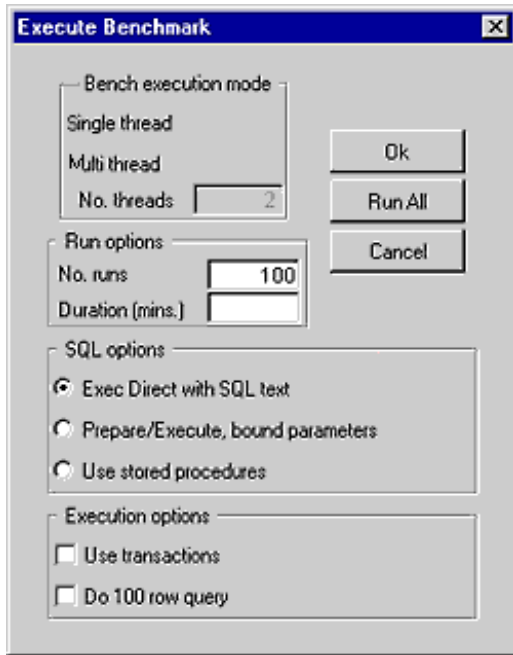 Execute Benchmark
Bench execution mode
Single thread
Multi thread
No. threads 2
Ok
Run All
Cancel
Run options
No. runs 100
Duration (mins.)
SQL options
Exec Direct with SQL text
Prepare/Execute, bound parameters
Use stored procedures
Execution options
Use transactions
Do 100 row query